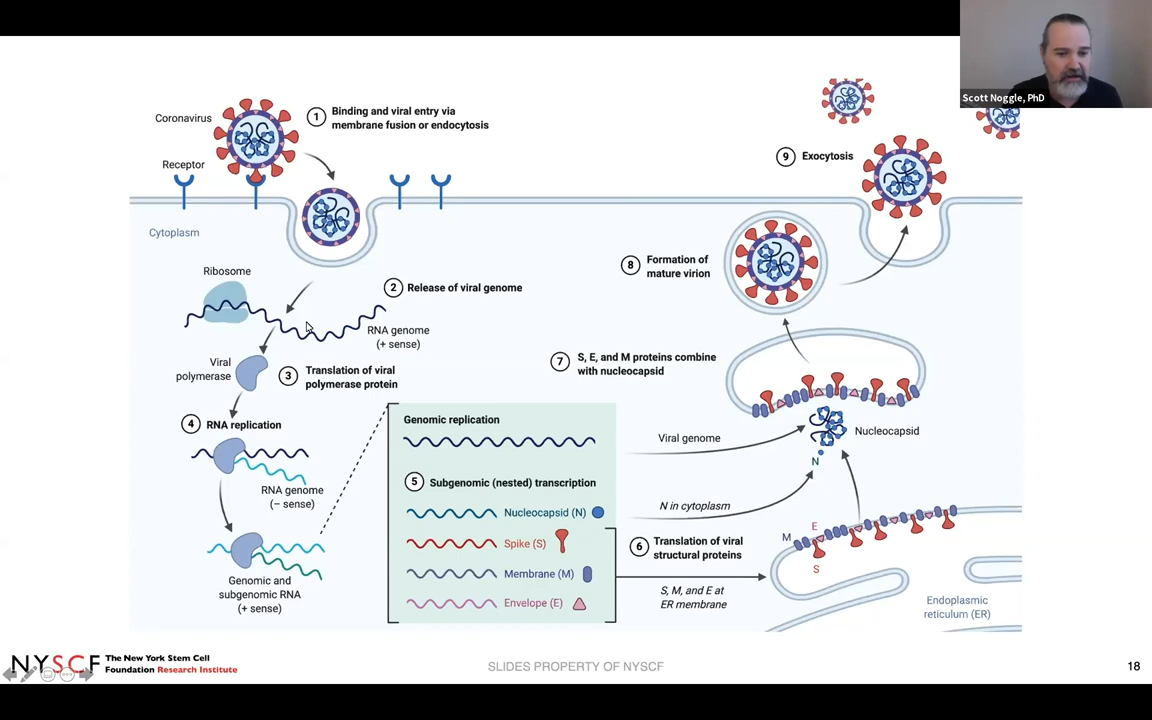 Scott Noggle, PhD
Coronavirus
Receptor
1
Binding and viral entry via
membrane fusion or endocytosis
9
Exocytosis
Cytoplasm
Ribosome
2
Release of viral genome
RNA genome
(+ sense)
8
Formation of
mature virion
Viral
polymerase
3
Translation of viral
polymerase protein
7
S, E, and M proteins combine
with nucleocapsid
4
RNA replication
RNA genome
(− sense)
Genomic and
subgenomic RNA
(+ sense)
Genomic replication
5
Subgenomic (nested) transcription
Nucleocapsid (N)
Spike (S)
Membrane (M)
Envelope (E)
Viral genome
Nucleocapsid
N
N in cytoplasm
6
Translation of viral
structural proteins
S, M, and E at
ER membrane
E
M
S
Endoplasmic
reticulum (ER)
NYSCF
The New York Stem Cell
Foundation Research Institute
SLIDES PROPERTY OF NYSCF
18